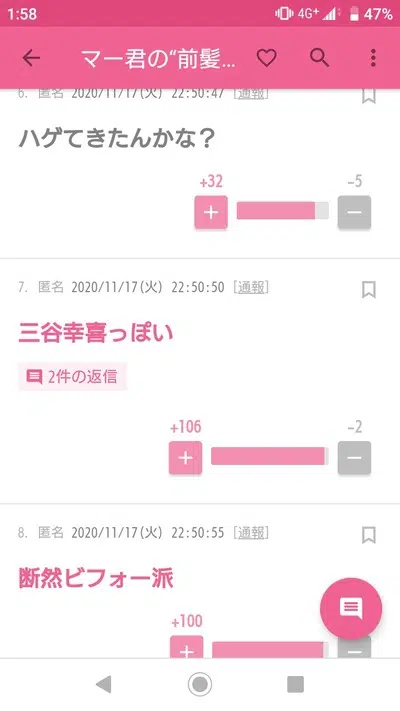 1:58 4G+ 47%
マー君の“前髪...
6. 匿名 2020/11/17(火) 22:50:47 [通報]
ハゲてきたんかな？
+32 -5
7. 匿名 2020/11/17(火) 22:50:50 [通報]
三谷幸喜っぽい
2件の返信
+106 -2
8. 匿名 2020/11/17(火) 22:50:55 [通報]
断然ビフォー派
+100